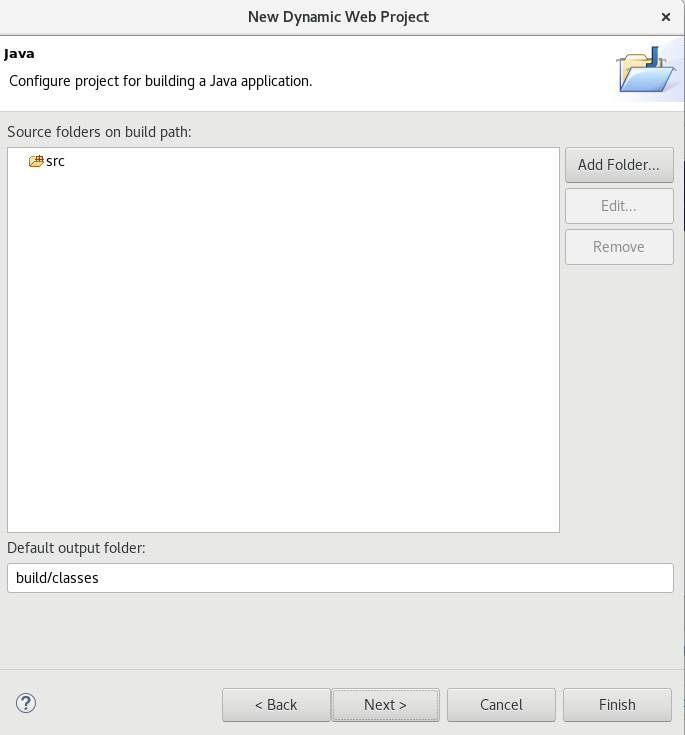 New Dynamic Web Project ×
Java
Configure project for building a Java application.
Source folders on build path:
src
Add Folder...
Edit...
Remove
Default output folder:
build/classes
?
< Back
Next >
Cancel
Finish